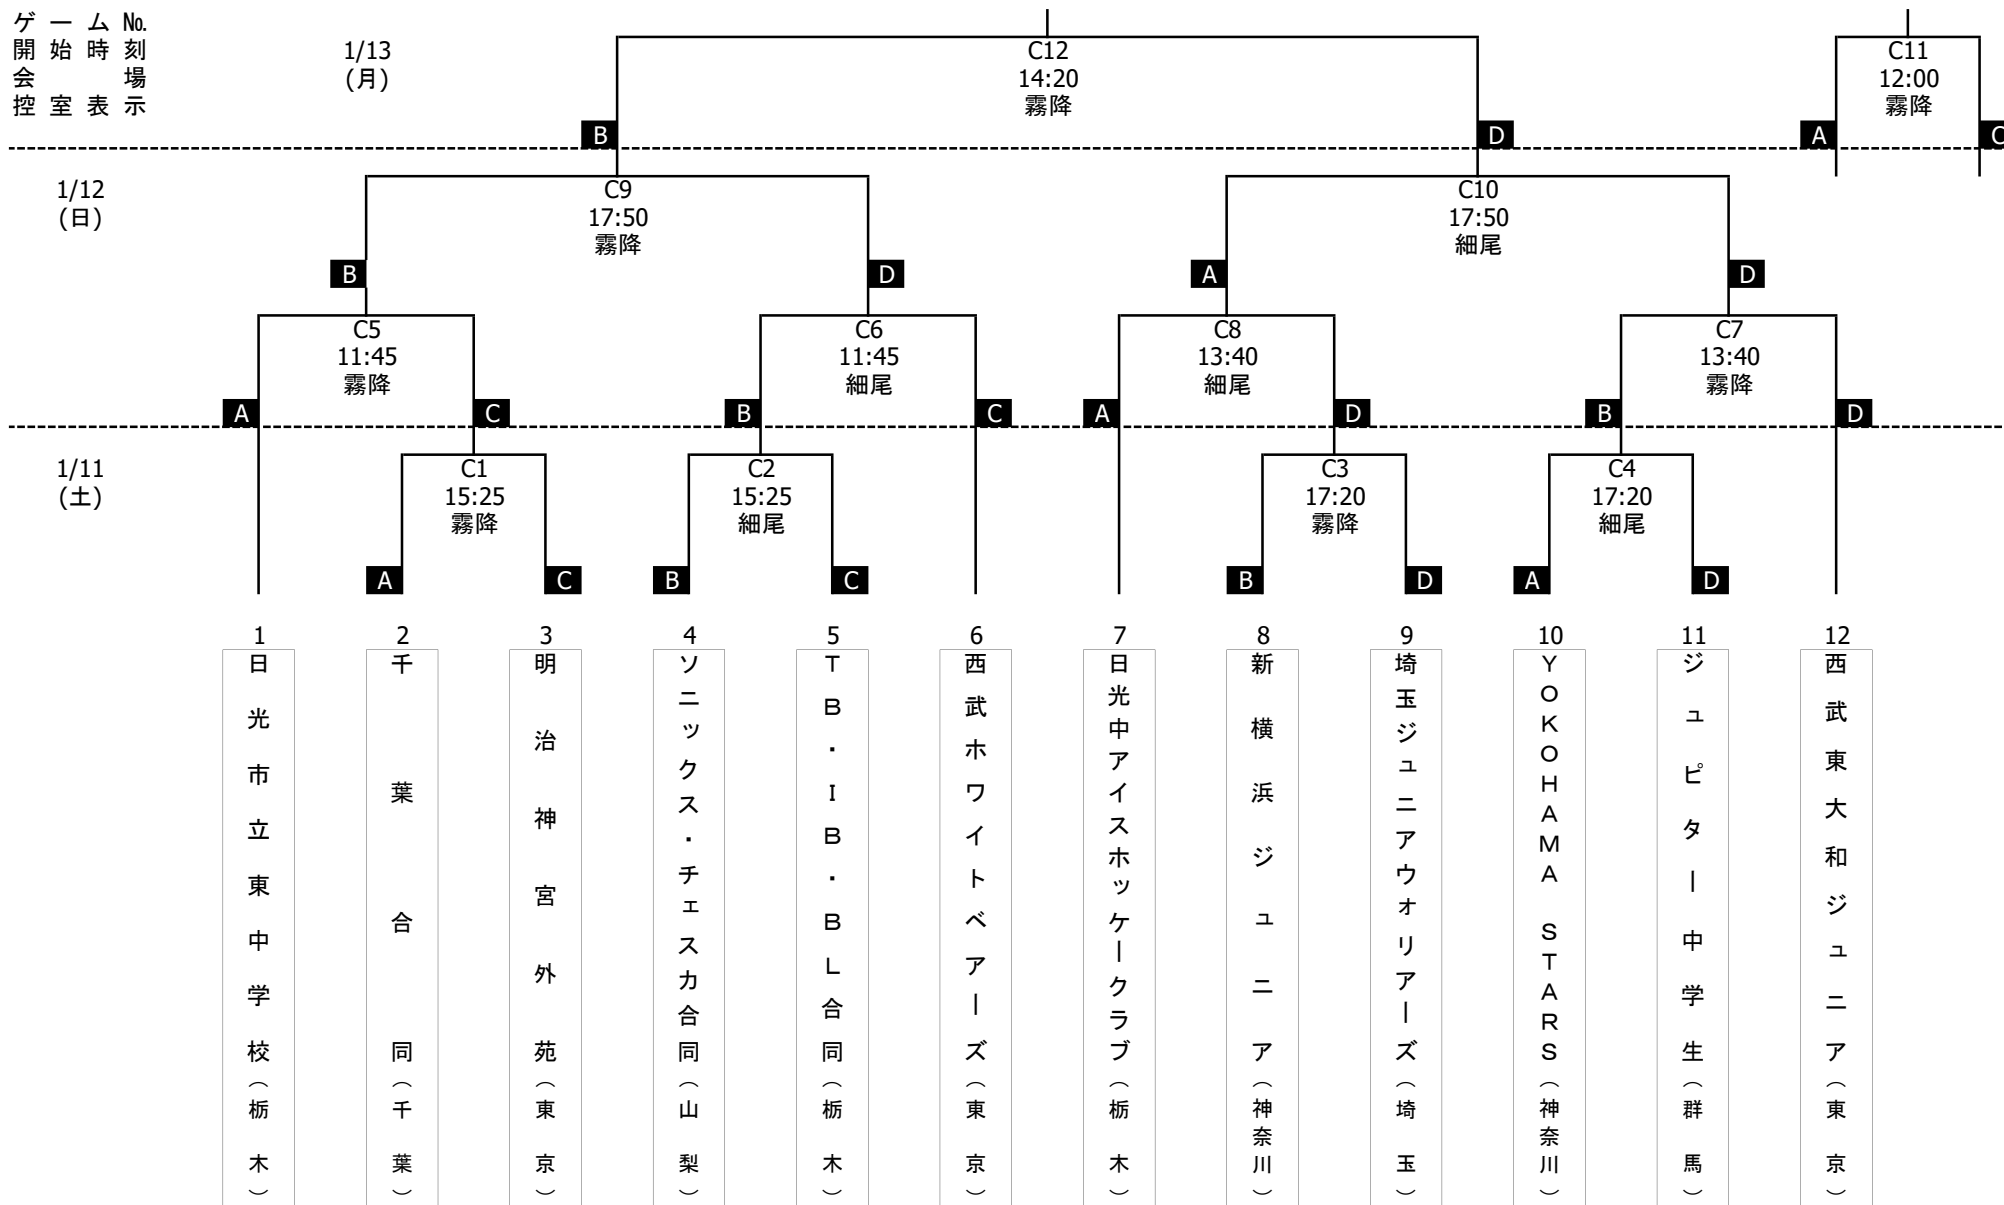 ゲームNo.
開始時刻
会場
控室表示
1/13
(月)
C12
14:20
霧降
C11
12:00
霧降
B
D
A
C
1/12
(日)
C9
17:50
霧降
C10
17:50
細尾
B
D
A
D
C5
11:45
霧降
C6
11:45
細尾
C8
13:40
細尾
C7
13:40
霧降
A
C
B
C
A
D
B
D
1/11
(土)
C1
15:25
霧降
C2
15:25
細尾
C3
17:20
霧降
C4
17:20
細尾
A
C
B
C
B
D
A
D
1
日光市立東中学校(栃木)
2
千葉合同(千葉)
3
明治神宮外苑(東京)
4
ソニックス・チェスカ合同(山梨)
5
TB・IB・BL合同(栃木)
6
西武ホワイトベアーズ(東京)
7
日光中アイスホッケークラブ(栃木)
8
新横浜ジュニア(神奈川)
9
埼玉ジュニアウォリアーズ(埼玉)
10
YOKOHAMA STARS(神奈川)
11
ジュピター中学生(群馬)
12
西武東大和ジュニア(東京)